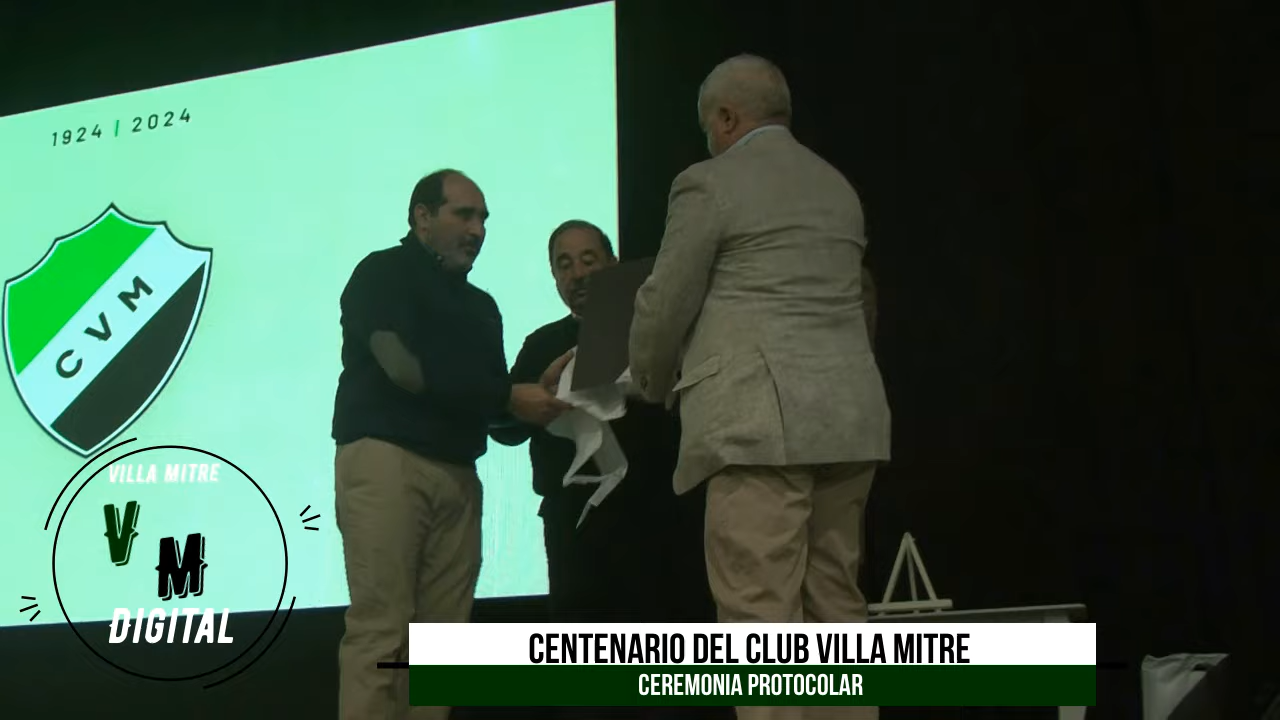 1924 | 2024
CVM
VILLA MITRE
VM
DIGITAL
CENTENARIO DEL CLUB VILLA MITRE
CEREMONIA PROTOCOLAR